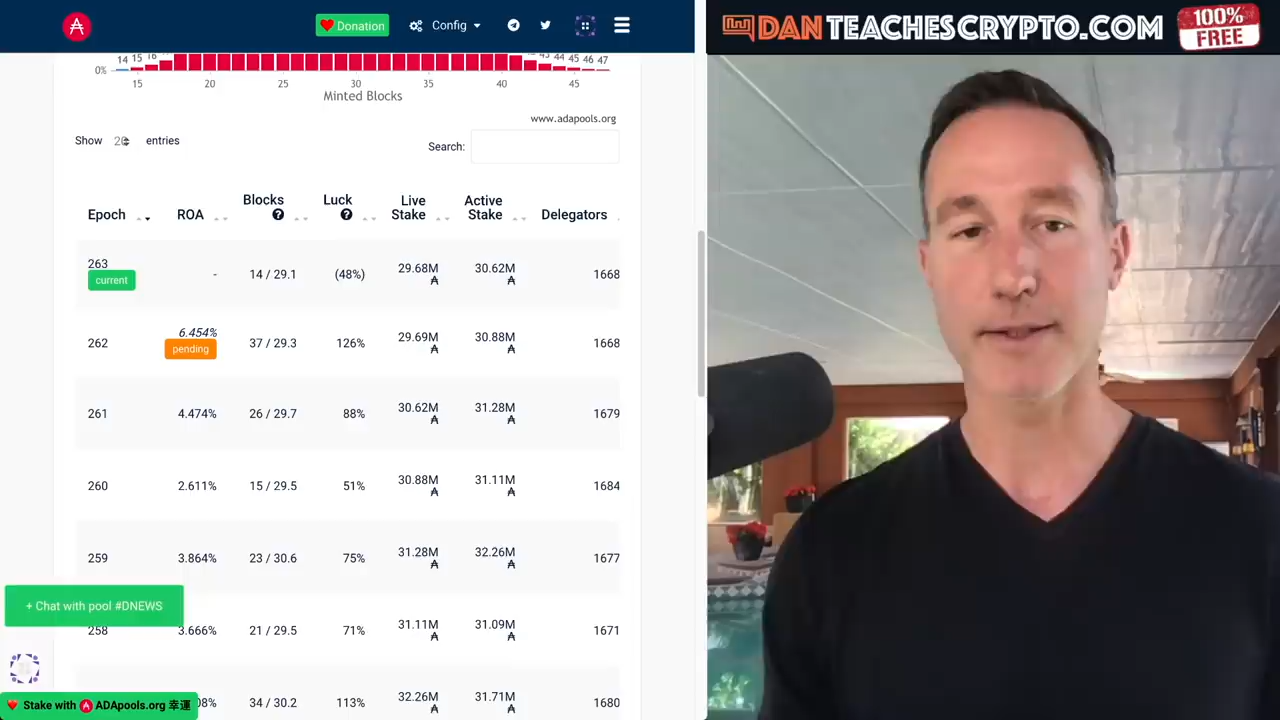 Donation
Config
DANTEACHESCRYPTO.COM
100%
FREE
14 15 16
43 44 45 46 47
0%
15 20 25 30 35 40 45
Minted Blocks
www.adapools.org
Show 20 entries
Search:
Epoch ROA Blocks Luck Live Stake Active Stake Delegators
263 - 14 / 29.1 (48%) 29.68M ₳ 30.62M ₳ 1668
current
262 6.454% 37 / 29.3 126% 29.69M ₳ 30.88M ₳ 1668
pending
261 4.474% 26 / 29.7 88% 30.62M ₳ 31.28M ₳ 1679
260 2.611% 15 / 29.5 51% 30.88M ₳ 31.11M ₳ 1684
259 3.864% 23 / 30.6 75% 31.28M ₳ 32.26M ₳ 1677
+ Chat with pool #DNEWS
258 3.666% 21 / 29.5 71% 31.11M ₳ 31.09M ₳ 1671
08% 34 / 30.2 113% 32.26M ₳ 31.71M ₳ 1680
Stake with ADApools.org 幸運